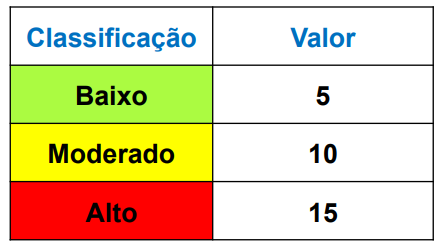 Classificação Valor
Baixo 5
Moderado 10
Alto 15